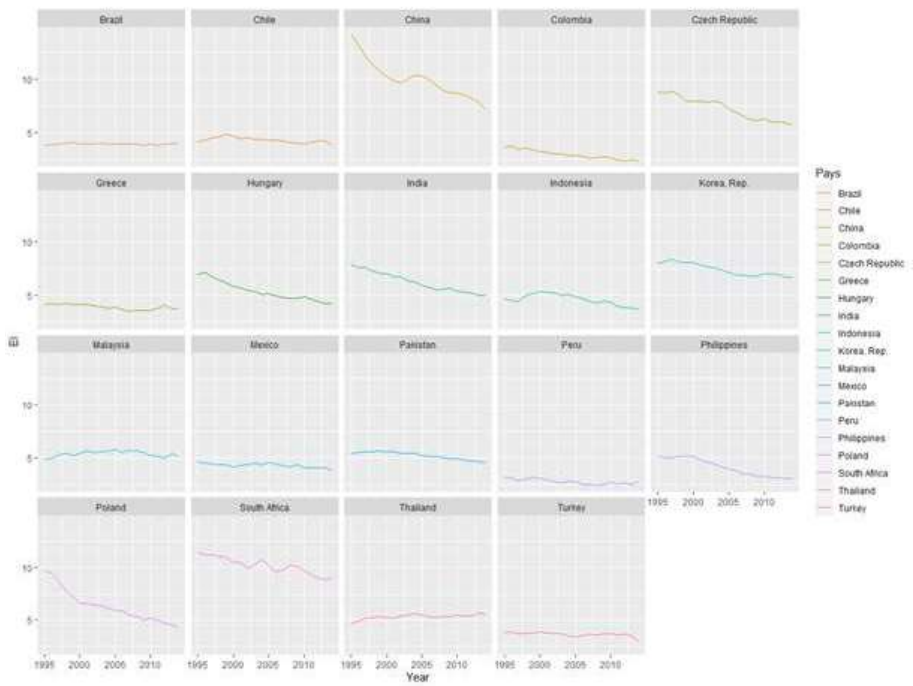 Brazil Chile China Colombia Czech Republic
10
5
Greece Hungary India Indonesia Korea, Rep.
10
5
EI
Malaysia Mexico Pakistan Peru Philippines
10
5
1995 2000 2005 2010
Poland South Africa Thailand Turkey
10
5
1995 2000 2005 2010 1995 2000 2005 2010 1995 2000 2005 2010 1995 2000 2005 2010
Year
Pays
Brazil
Chile
China
Colombia
Czech Republic
Greece
Hungary
India
Indonesia
Korea, Rep.
Malaysia
Mexico
Pakistan
Peru
Philippines
Poland
South Africa
Thailand
Turkey